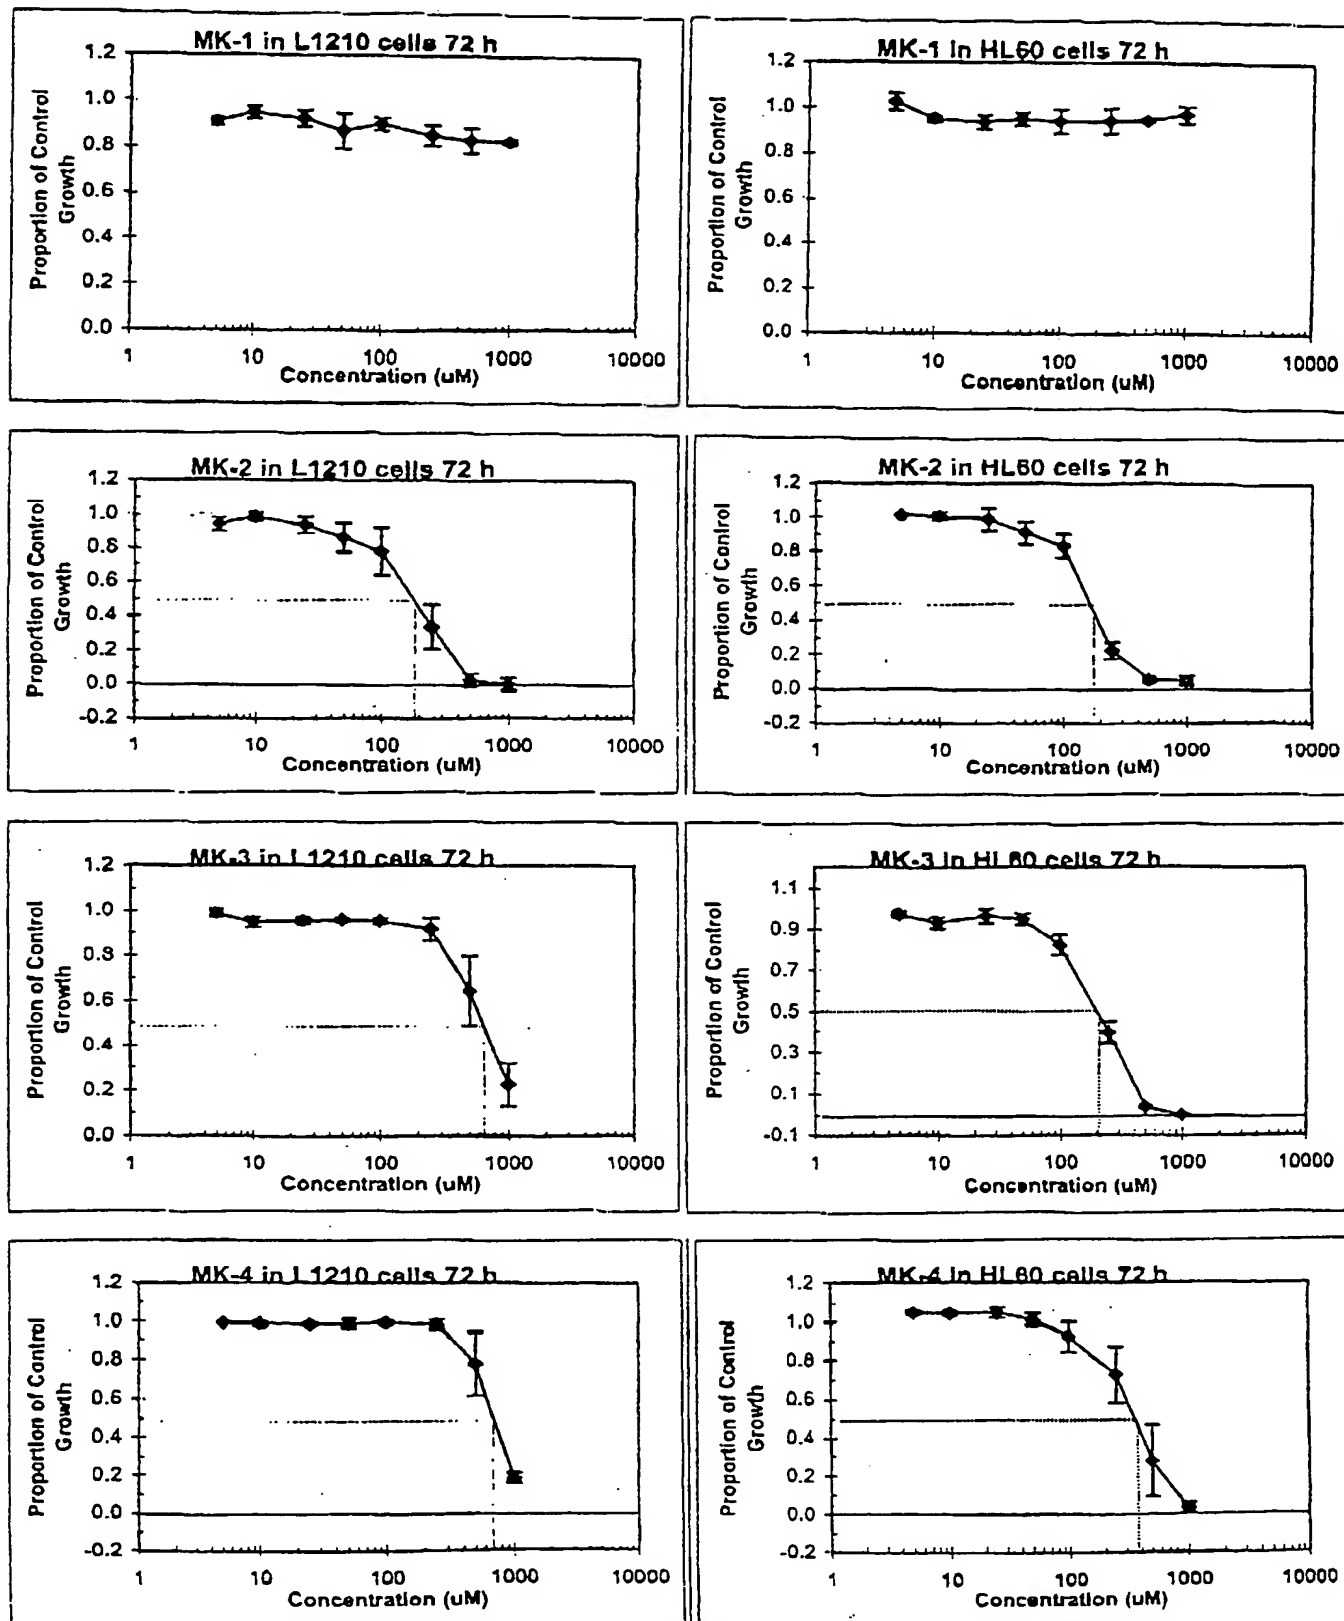 MK-1 in L1210 cells 72 h
Proportion of Control
Growth
1.2
1.0
0.8
0.6
0.4
0.2
0.0
1 10 100 1000 10000
Concentration (uM)
MK-1 in HL60 cells 72 h
Proportion of Control
Growth
1.2
1.0
0.8
0.6
0.4
0.2
0.0
1 10 100 1000 10000
Concentration (uM)
MK-2 in L1210 cells 72 h
Proportion of Control
Growth
1.2
1.0
0.8
0.6
0.4
0.2
0.0
-0.2
1 10 100 1000 10000
Concentration (uM)
MK-2 in HL60 cells 72 h
Proportion of Control
Growth
1.2
1.0
0.8
0.6
0.4
0.2
0.0
-0.2
1 10 100 1000 10000
Concentration (uM)
MK-3 in L1210 cells 72 h
Proportion of Control
Growth
1.2
1.0
0.8
0.6
0.4
0.2
0.0
1 10 100 1000 10000
Concentration (uM)
MK-3 in HL60 cells 72 h
Proportion of Control
Growth
1.1
0.9
0.7
0.5
0.3
0.1
-0.1
1 10 100 1000 10000
Concentration (uM)
MK-4 in L1210 cells 72 h
Proportion of Control
Growth
1.2
1.0
0.8
0.6
0.4
0.2
0.0
-0.2
1 10 100 1000 10000
Concentration (uM)
MK-4 in HL60 cells 72 h
Proportion of Control
Growth
1.2
1.0
0.8
0.6
0.4
0.2
0.0
-0.2
1 10 100 1000 10000
Concentration (uM)